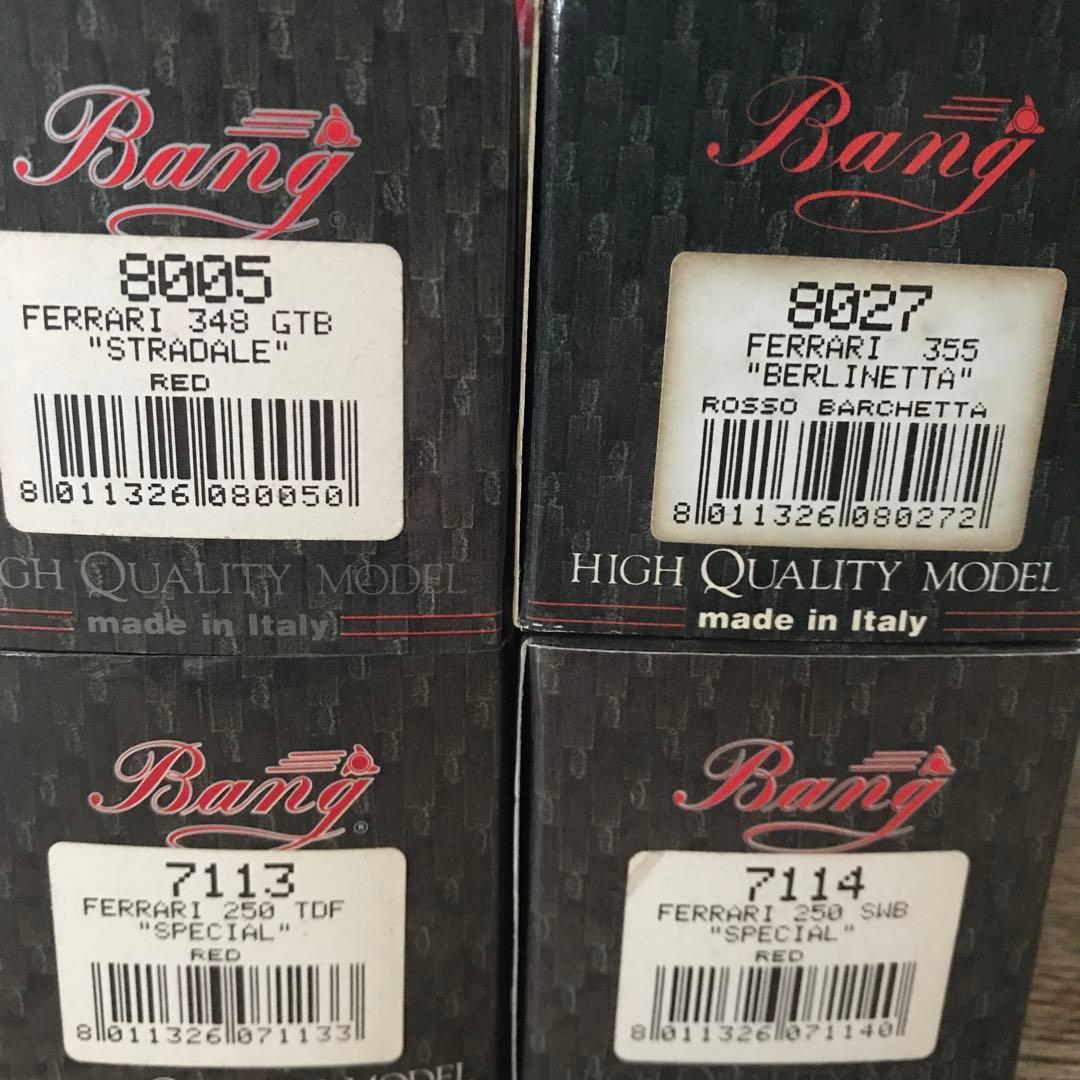 Bang
®
8005
FERRARI 348 GTB
"STRADALE"
RED
8 011326 080050
GH QUALITY MODEL
made in Italy
Bang
8027
FERRARI 355
"BERLINETTA"
ROSSO BARCHETTA
8 011326 080272
HIGH QUALITY MODEL
made in Italy
Bang
®
7113
FERRARI 250 TDF
"SPECIAL"
RED
8 011326 071133
QUALITY MODEL
Bang
7114
FERRARI 250 SWB
"SPECIAL"
RED
8 011326 071140